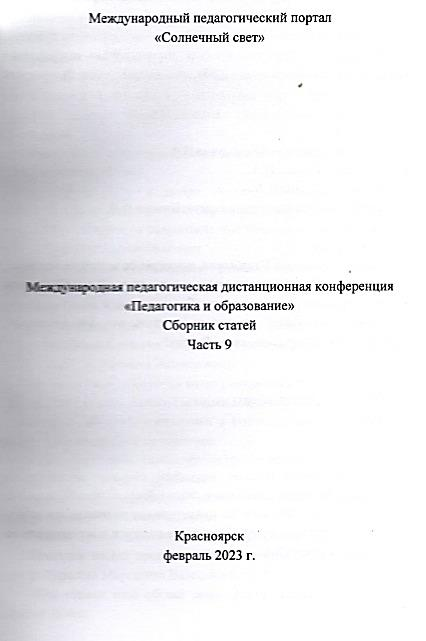 Международный педагогический портал
«Солнечный свет»
Международная педагогическая дистанционная конференция
«Педагогика и образование»
Сборник статей
Часть 9
Красноярск
февраль 2023 г.